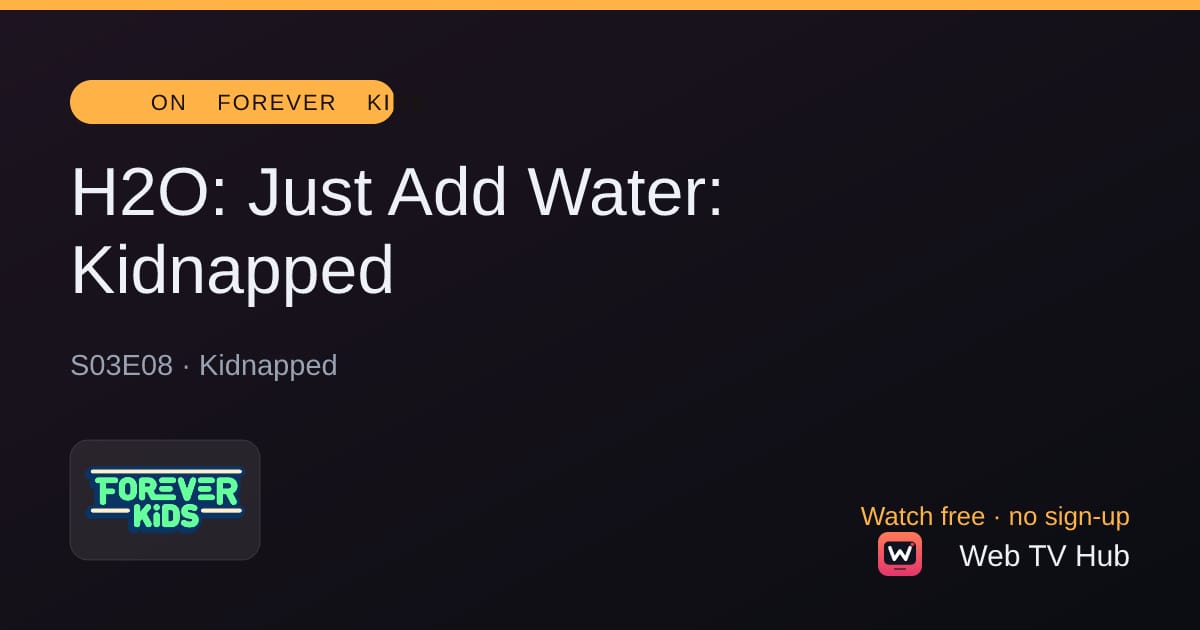 ON FOREVER KI
H2O: Just Add Water:
Kidnapped
S03E08 · Kidnapped
FOREVER
KiDS
Watch free · no sign-up
W
Web TV Hub